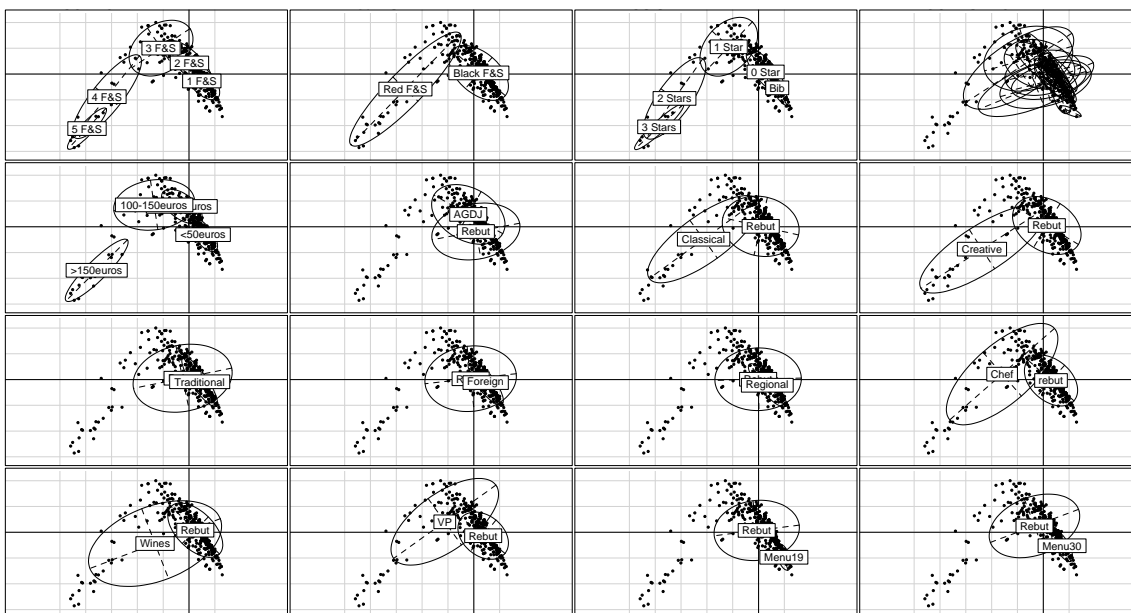 3 F&S
2 F&S
1 F&S
4 F&S
5 F&S
Black F&S
Red F&S
1 Star
0 Star
Bib
2 Stars
3 Stars
100-150euros
<50euros
>150euros
AGDJ
Rebut
Classical
Rebut
Creative
Rebut
Traditional
Foreign
Regional
Chef
rebut
Wines
Rebut
VP
Rebut
Rebut
Menu19
Rebut
Menu30